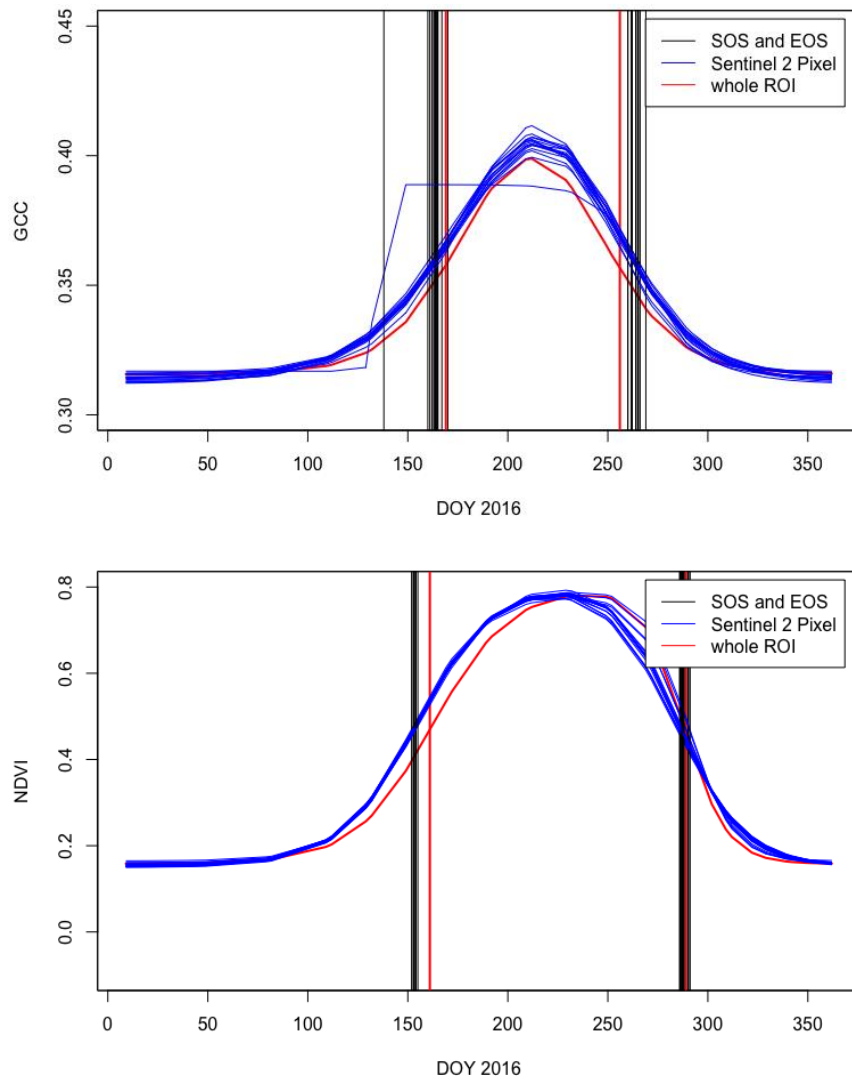 0.45
0.40
0.35
0.30
GCC
SOS and EOS
Sentinel 2 Pixel
whole ROI
0 50 100 150 200 250 300 350
DOY 2016
0.8
0.6
0.4
0.2
0.0
NDVI
SOS and EOS
Sentinel 2 Pixel
whole ROI
0 50 100 150 200 250 300 350
DOY 2016